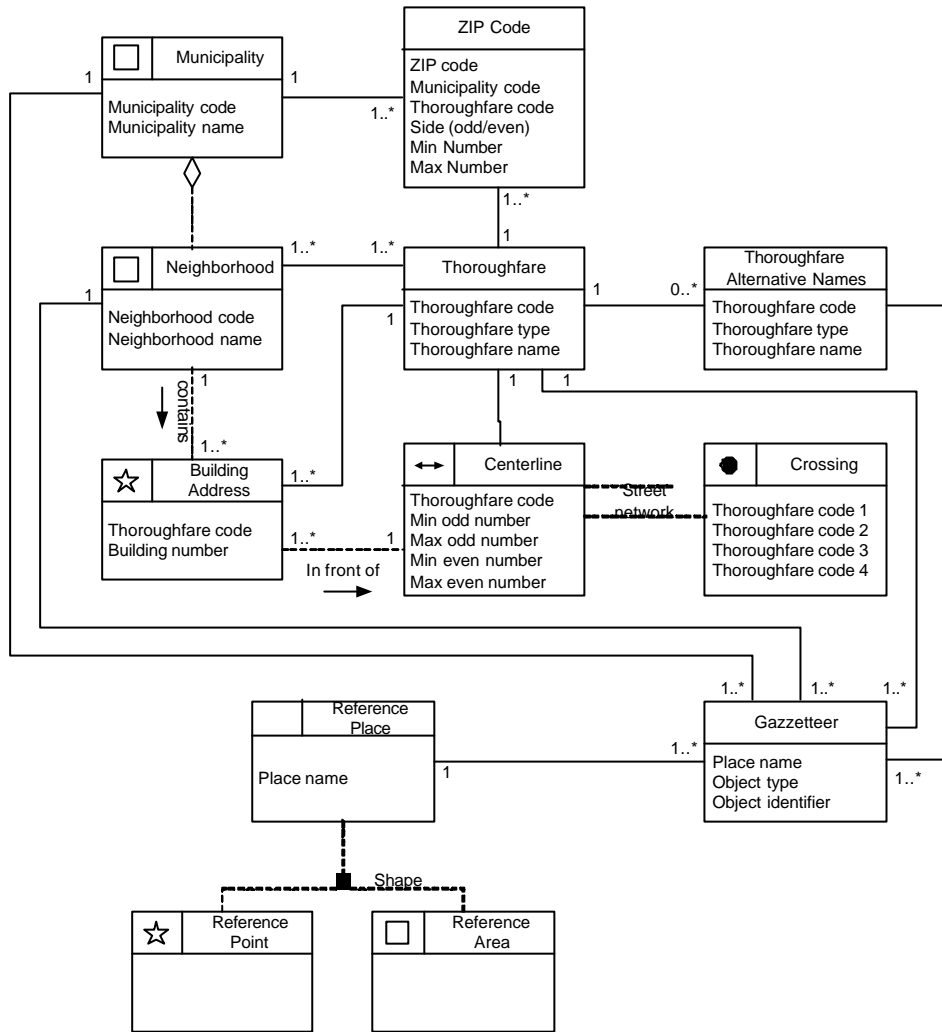 ZIP Code
ZIP code
Municipality code
Thoroughfare code
Side (odd/even)
Min Number
Max Number
Municipality
Municipality code
Municipality name
1
1
1..*
1..*
1
Neighborhood
Neighborhood code
Neighborhood name
1
1..*
1..*
Thoroughfare
Thoroughfare code
Thoroughfare type
Thoroughfare name
1
0..*
Thoroughfare
Alternative Names
Thoroughfare code
Thoroughfare type
Thoroughfare name
1
1
contains
1..*
1
1
Building
Address
Thoroughfare code
Building number
1..*
1..*
1
In front of
Centerline
Thoroughfare code
Min odd number
Max odd number
Min even number
Max even number
Street
network
Crossing
Thoroughfare code 1
Thoroughfare code 2
Thoroughfare code 3
Thoroughfare code 4
1..*
1..*
1..*
Reference
Place
Place name
1
1..*
Gazzetteer
Place name
Object type
Object identifier
1..*
Shape
Reference
Point
Reference
Area